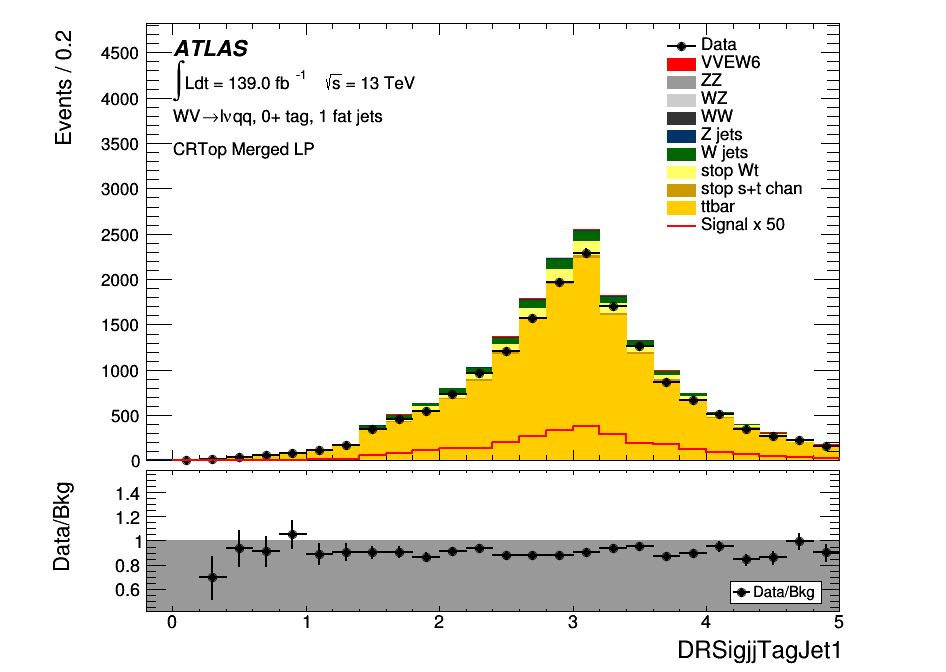 Events / 0.2
4500
4000
3500
3000
2500
2000
1500
1000
500
0
ATLAS
∫Ldt = 139.0 fb -1 √s = 13 TeV
WV→lνqq, 0+ tag, 1 fat jets
CRTop Merged LP
Data
VVEW6
ZZ
WZ
WW
Z jets
W jets
stop Wt
stop s+t chan
ttbar
Signal x 50
Data/Bkg
1.4
1.2
1
0.8
0.6
Data/Bkg
0 1 2 3 4 5
DRSigjjTagJet1